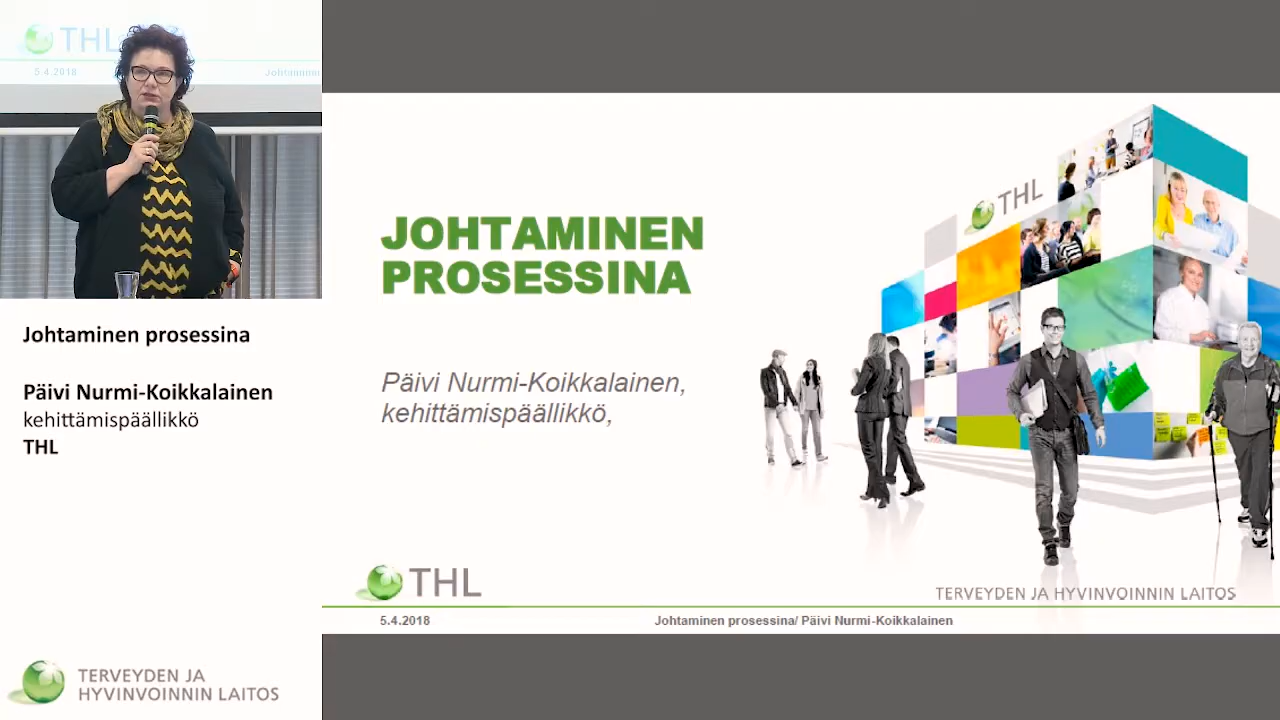 THL
5.4.2018
Johtaminen
Johtaminen prosessina
Päivi Nurmi-Koikkalainen
kehittämispäällikkö
THL
TERVEYDEN JA
HYVINVOINNIN LAITOS
THL
JOHTAMINEN
PROSESSINA
Päivi Nurmi-Koikkalainen,
kehittämispäällikkö,
THL
TERVEYDEN JA HYVINVOINNIN LAITOS
5.4.2018
Johtaminen prosessina/ Päivi Nurmi-Koikkalainen